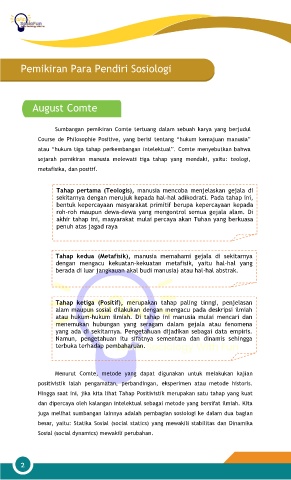 Pemikiran Para Pendiri Sosiologi
August Comte
Sumbangan pemikiran Comte tertuang dalam sebuah karya yang berjudul
Course de Philosophie Positive, yang berisi tentang “hukum kemajuan manusia”
atau “hukum tiga tahap perkembangan intelektual”. Comte menyebutkan bahwa
sejarah pemikiran manusia melewati tiga tahap yang mendaki, yaitu: teologi,
metafisika, dan positif.
Tahap pertama (Teologis), manusia mencoba menjelaskan gejala di
sekitarnya dengan merujuk kepada hal-hal adikodrati. Pada tahap ini,
bentuk kepercayaan masyarakat primitif berupa kepercayaan kepada
roh-roh maupun dewa-dewa yang mengontrol semua gejala alam. Di
akhir tahap ini, masyarakat mulai percaya akan Tuhan yang berkuasa
penuh atas jagad raya
Tahap kedua (Metafisik), manusia memahami gejala di sekitarnya
dengan mengacu kekuatan-kekuatan metafisik, yaitu hal-hal yang
berada di luar jangkauan akal budi manusia) atau hal-hal abstrak.
Tahap ketiga (Positif), merupakan tahap paling tinngi, penjelasan
alam maupun sosial dilakukan dengan mengacu pada deskripsi ilmiah
atau hukum-hukum ilmiah. Di tahap ini manusia mulai mencari dan
menemukan hubungan yang seragam dalam gejala atau fenomena
yang ada di sekitarnya. Pengetahuan dijadikan sebagai data empiris.
Namun, pengetahuan itu sifatnya sementara dan dinamis sehingga
terbuka terhadap pembaharuan.
Menurut Comte, metode yang dapat digunakan untuk melakukan kajian
positivistik ialah pengamatan, perbandingan, eksperimen atau metode historis.
Hingga saat ini, jika kita lihat Tahap Positivistik merupakan satu tahap yang kuat
dan dipercaya oleh kalangan intelektual sebagai metode yang bersifat ilmiah. Kita
juga melihat sumbangan lainnya adalah pembagian sosiologi ke dalam dua bagian
besar, yaitu: Statika Sosial (social statics) yang mewakili stabilitas dan Dinamika
Sosial (social dynamics) mewakili perubahan.
2